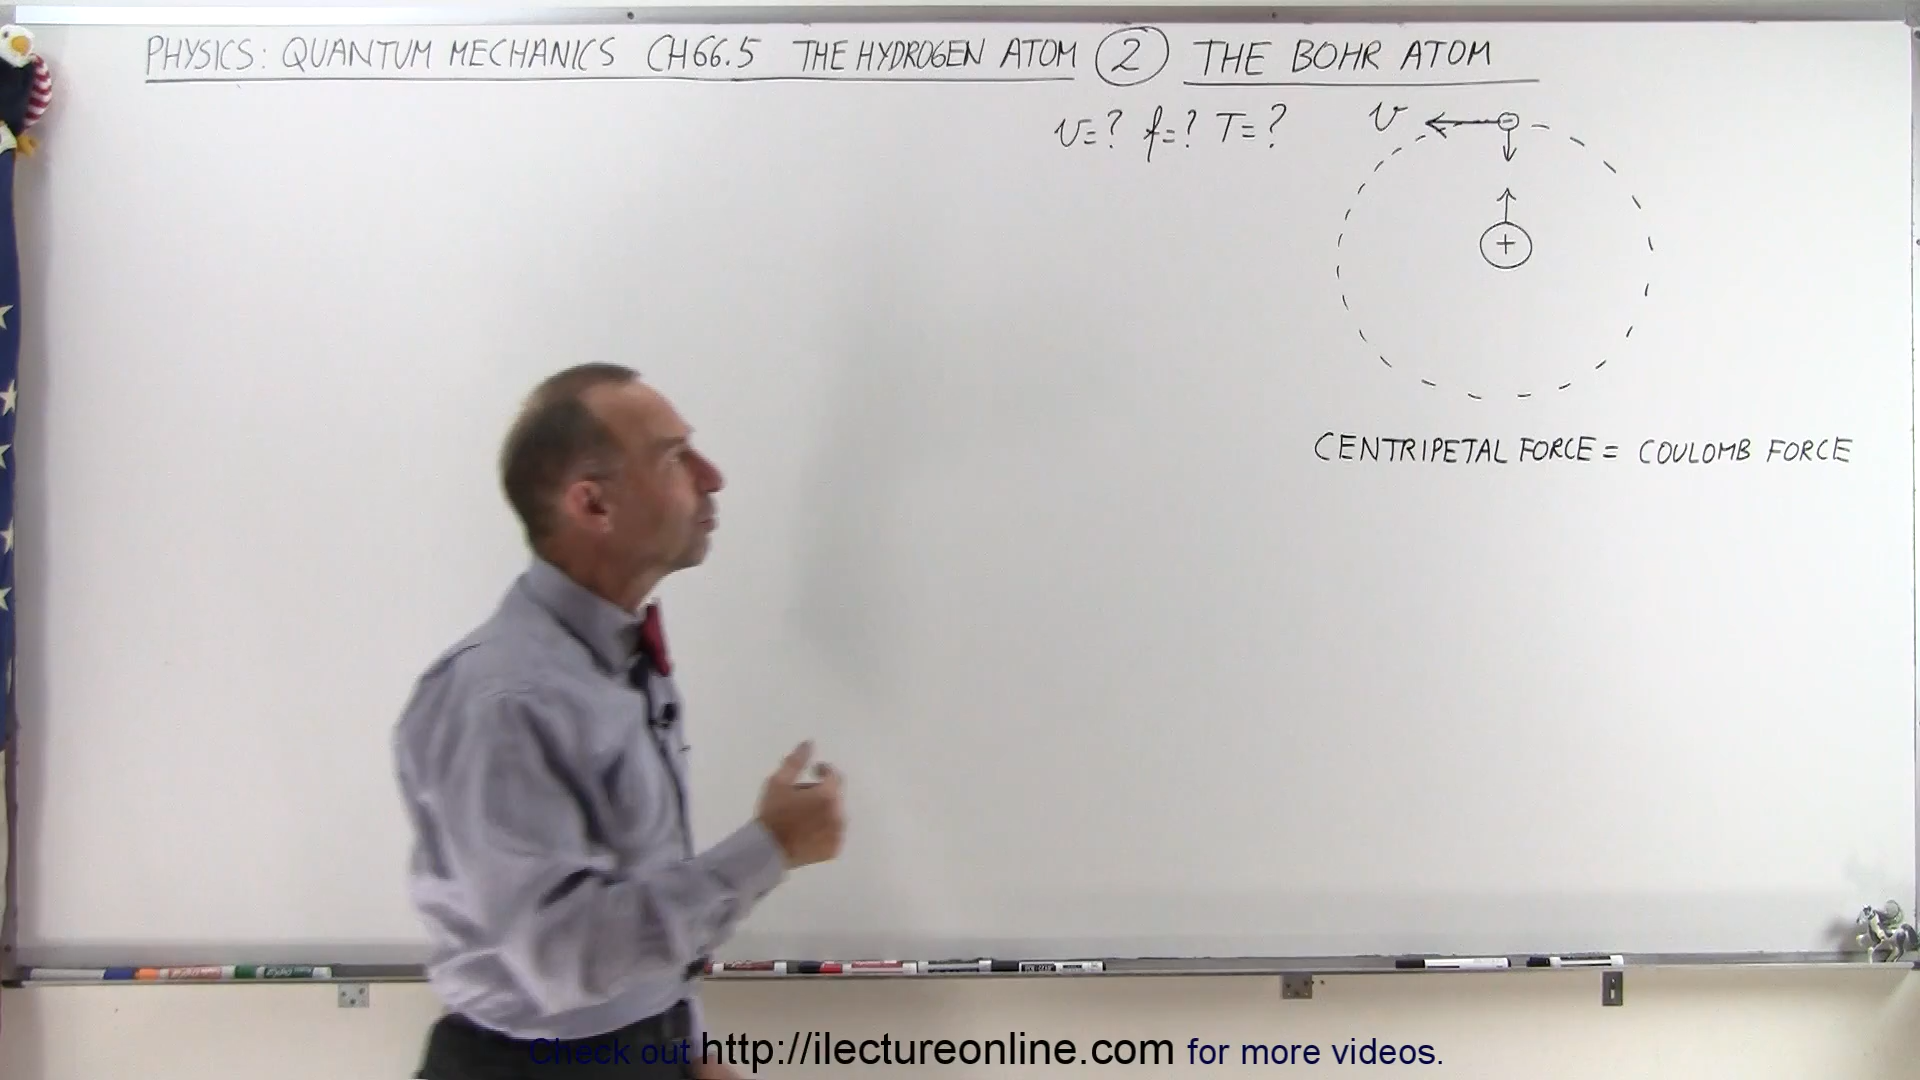 PHYSICS: QUANTUM MECHANICS CH66.5 THE HYDROGEN ATOM 2 THE BOHR ATOM
v=? f=? T=? v
-
+
CENTRIPETAL FORCE = COULOMB FORCE
Check out http://ilectureonline.com for more videos.